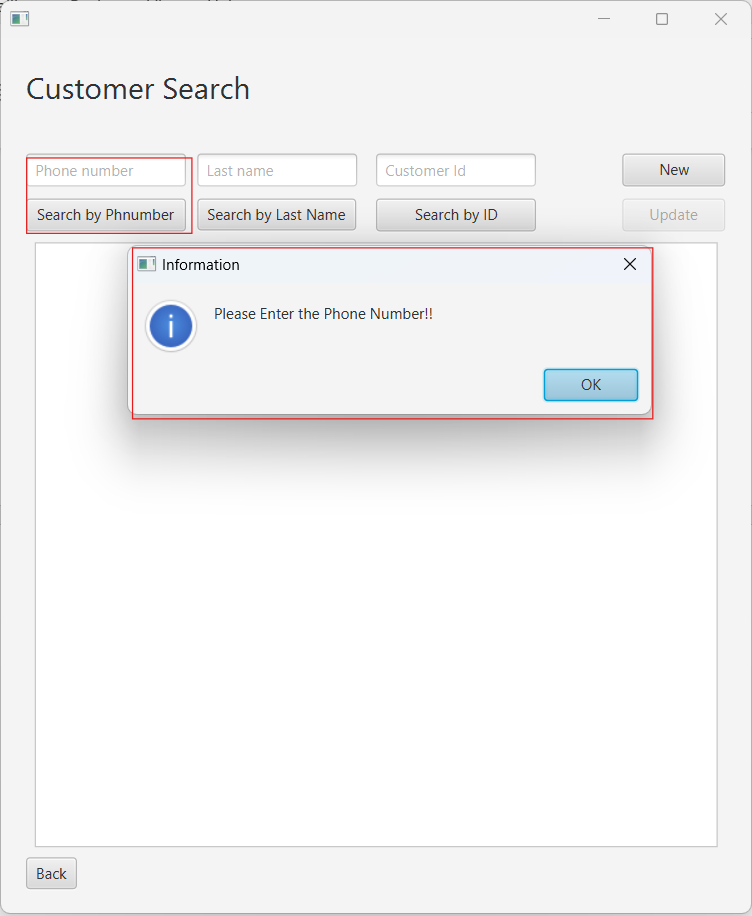 Customer Search
Phone number
Last name
Customer Id
New
Search by Phnumber
Search by Last Name
Search by ID
Update
Information
i
Please Enter the Phone Number!!
OK
Back